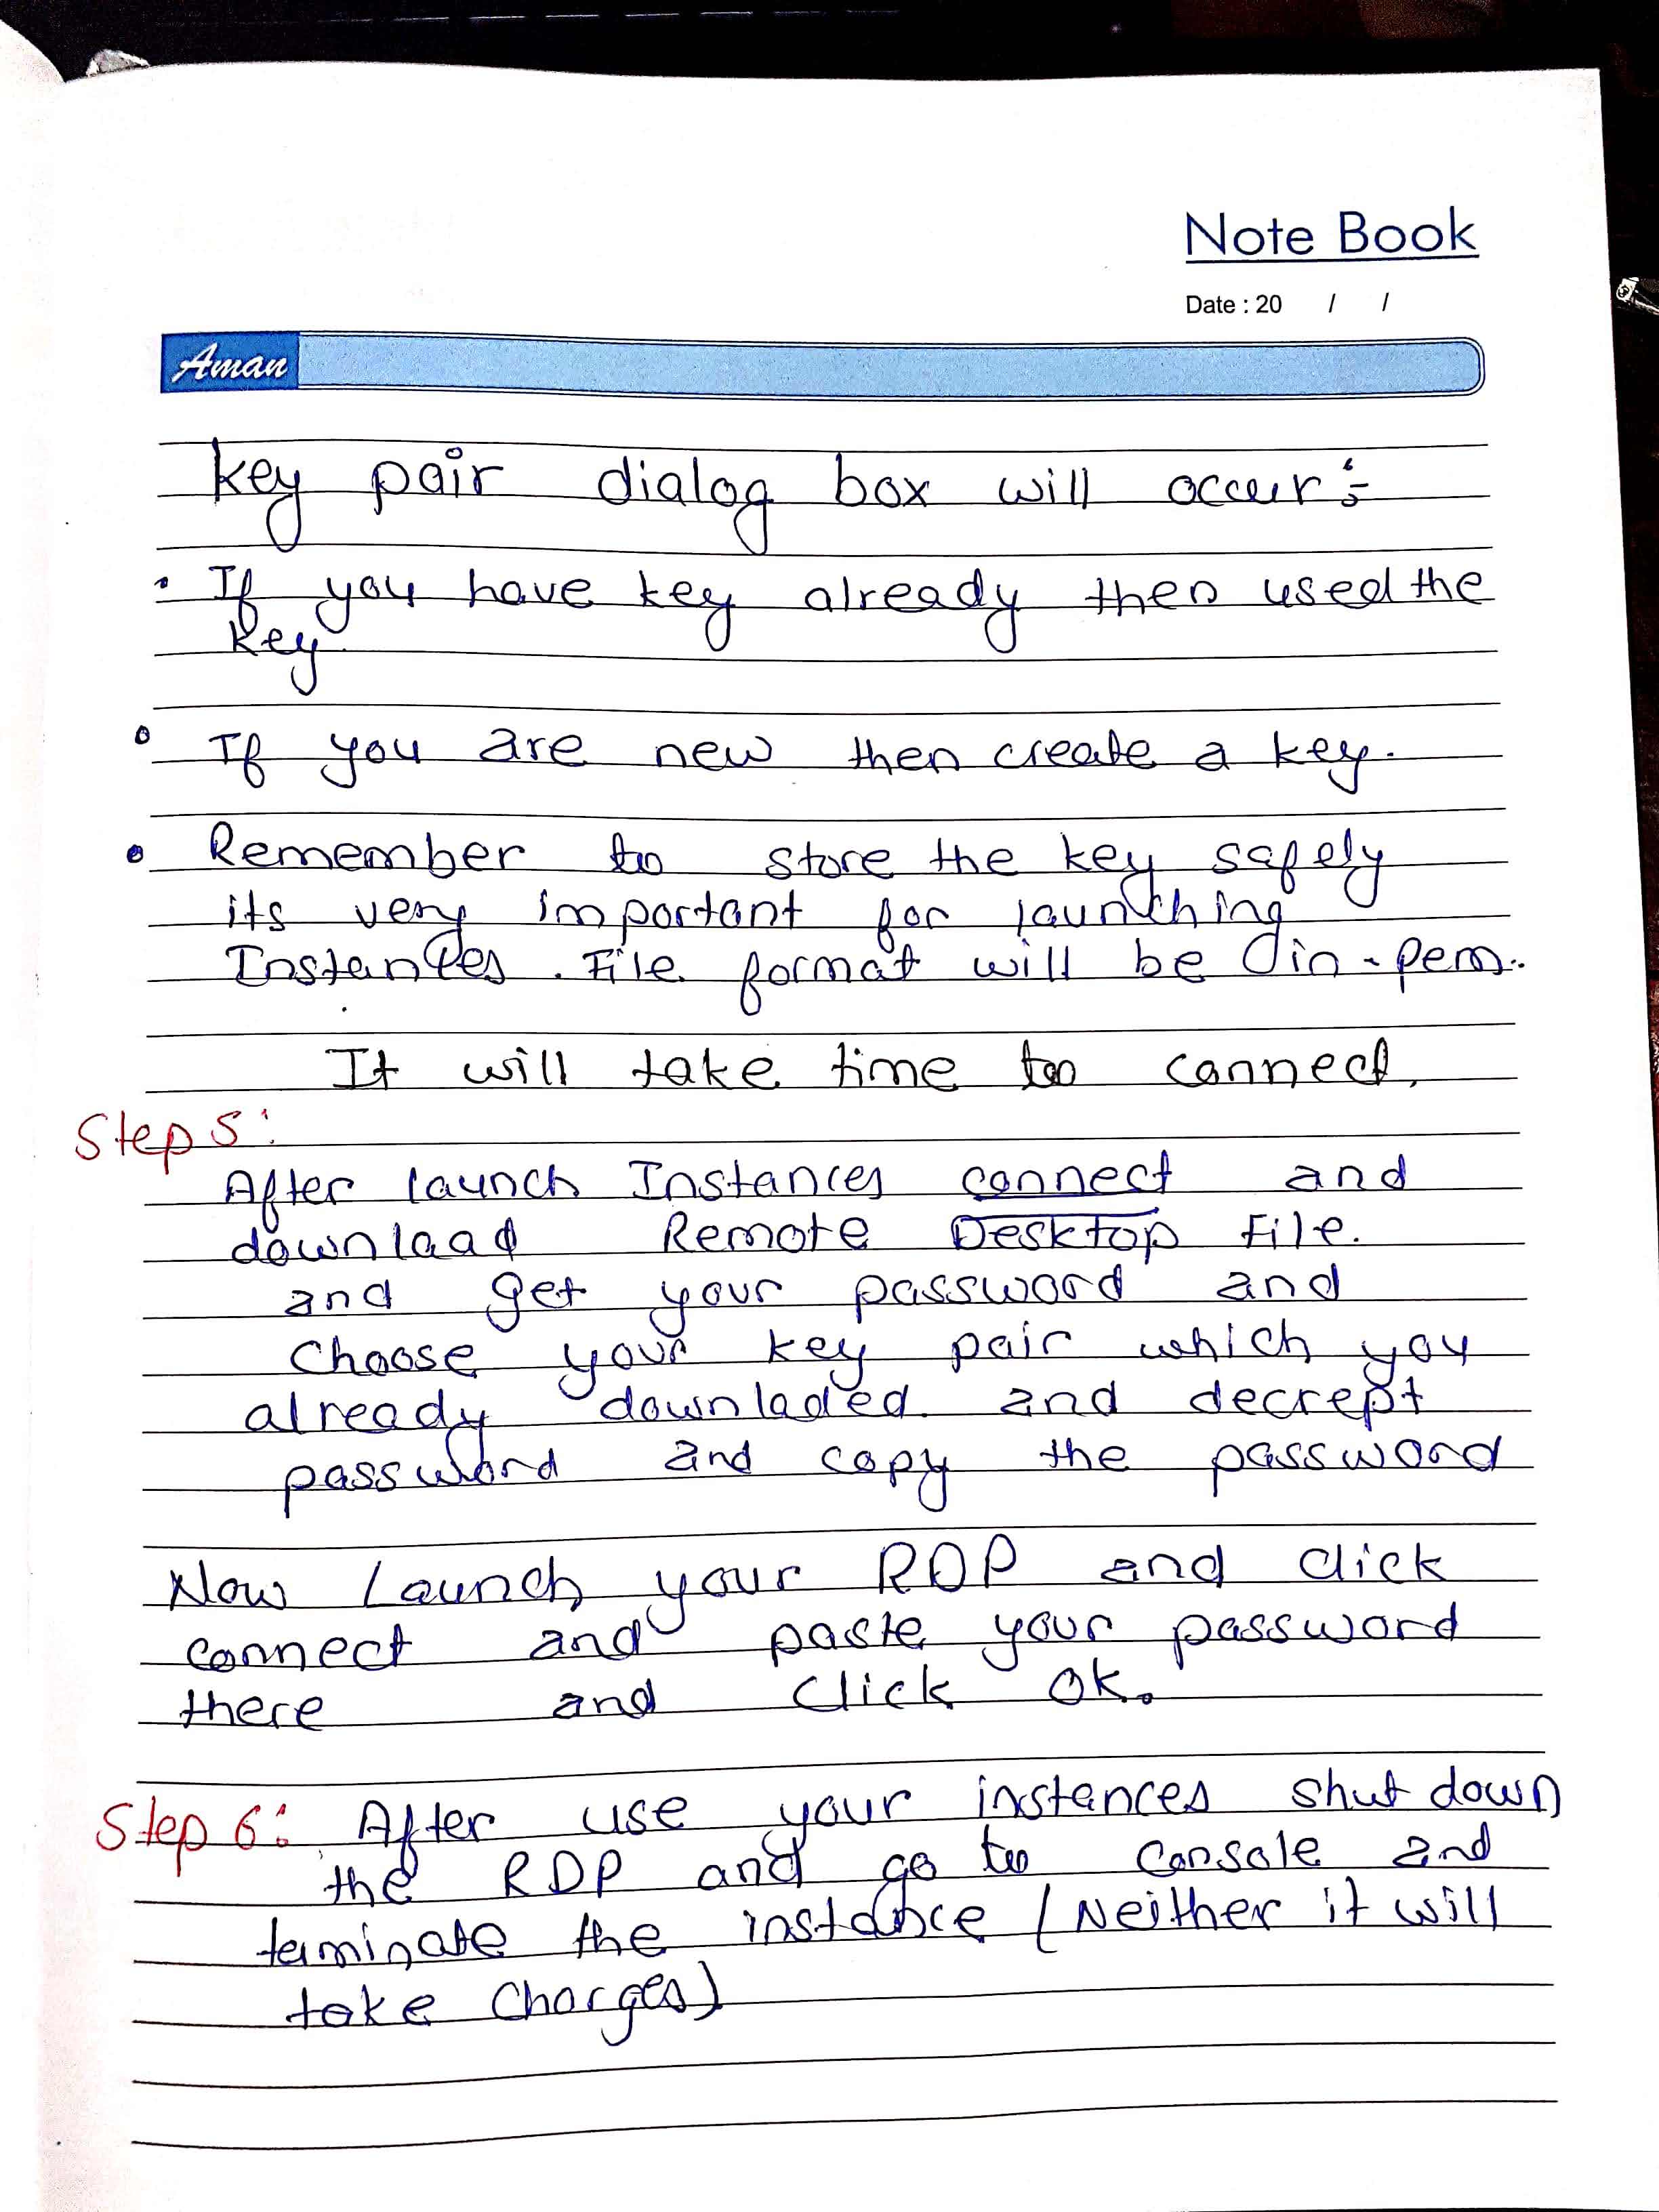 Note Book
Date : 20 / /
Aman
key pair dialog box will occur :-
• If you have key already then used the
key.
• If you are new then create a key.
• Remember to store the key safely
its very important for launching
Instances. File format will be in .pem.
It will take time to connect.
Step 5:
After launch Instances connect and
download Remote Desktop File.
and get your password and
Choose your key pair which you
already downladed. and decrept
password and copy the password
Now Launch your RDP and click
connect and paste your password
there and Click Ok.
Step 6: After use your instances shut down
the RDP and go to Console and
terminate the instance (Neither it will
take Charges)